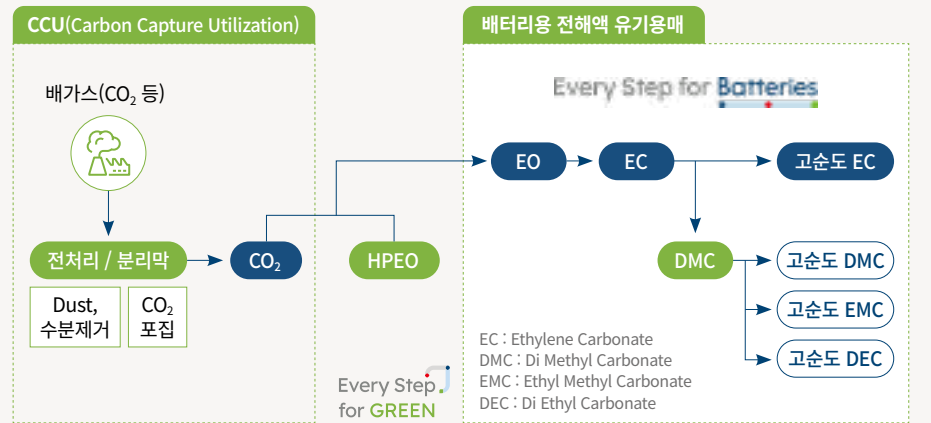 CCU(Carbon Capture Utilization)
배가스(CO₂ 등)
전처리 / 분리막
Dust,
수분제거
CO₂
포집
CO₂
HPEO
Every Step
for GREEN
배터리용 전해액 유기용매
Every Step for Batteries
EO
EC
고순도 EC
DMC
고순도 DMC
고순도 EMC
고순도 DEC
EC : Ethylene Carbonate
DMC : Di Methyl Carbonate
EMC : Ethyl Methyl Carbonate
DEC : Di Ethyl Carbonate